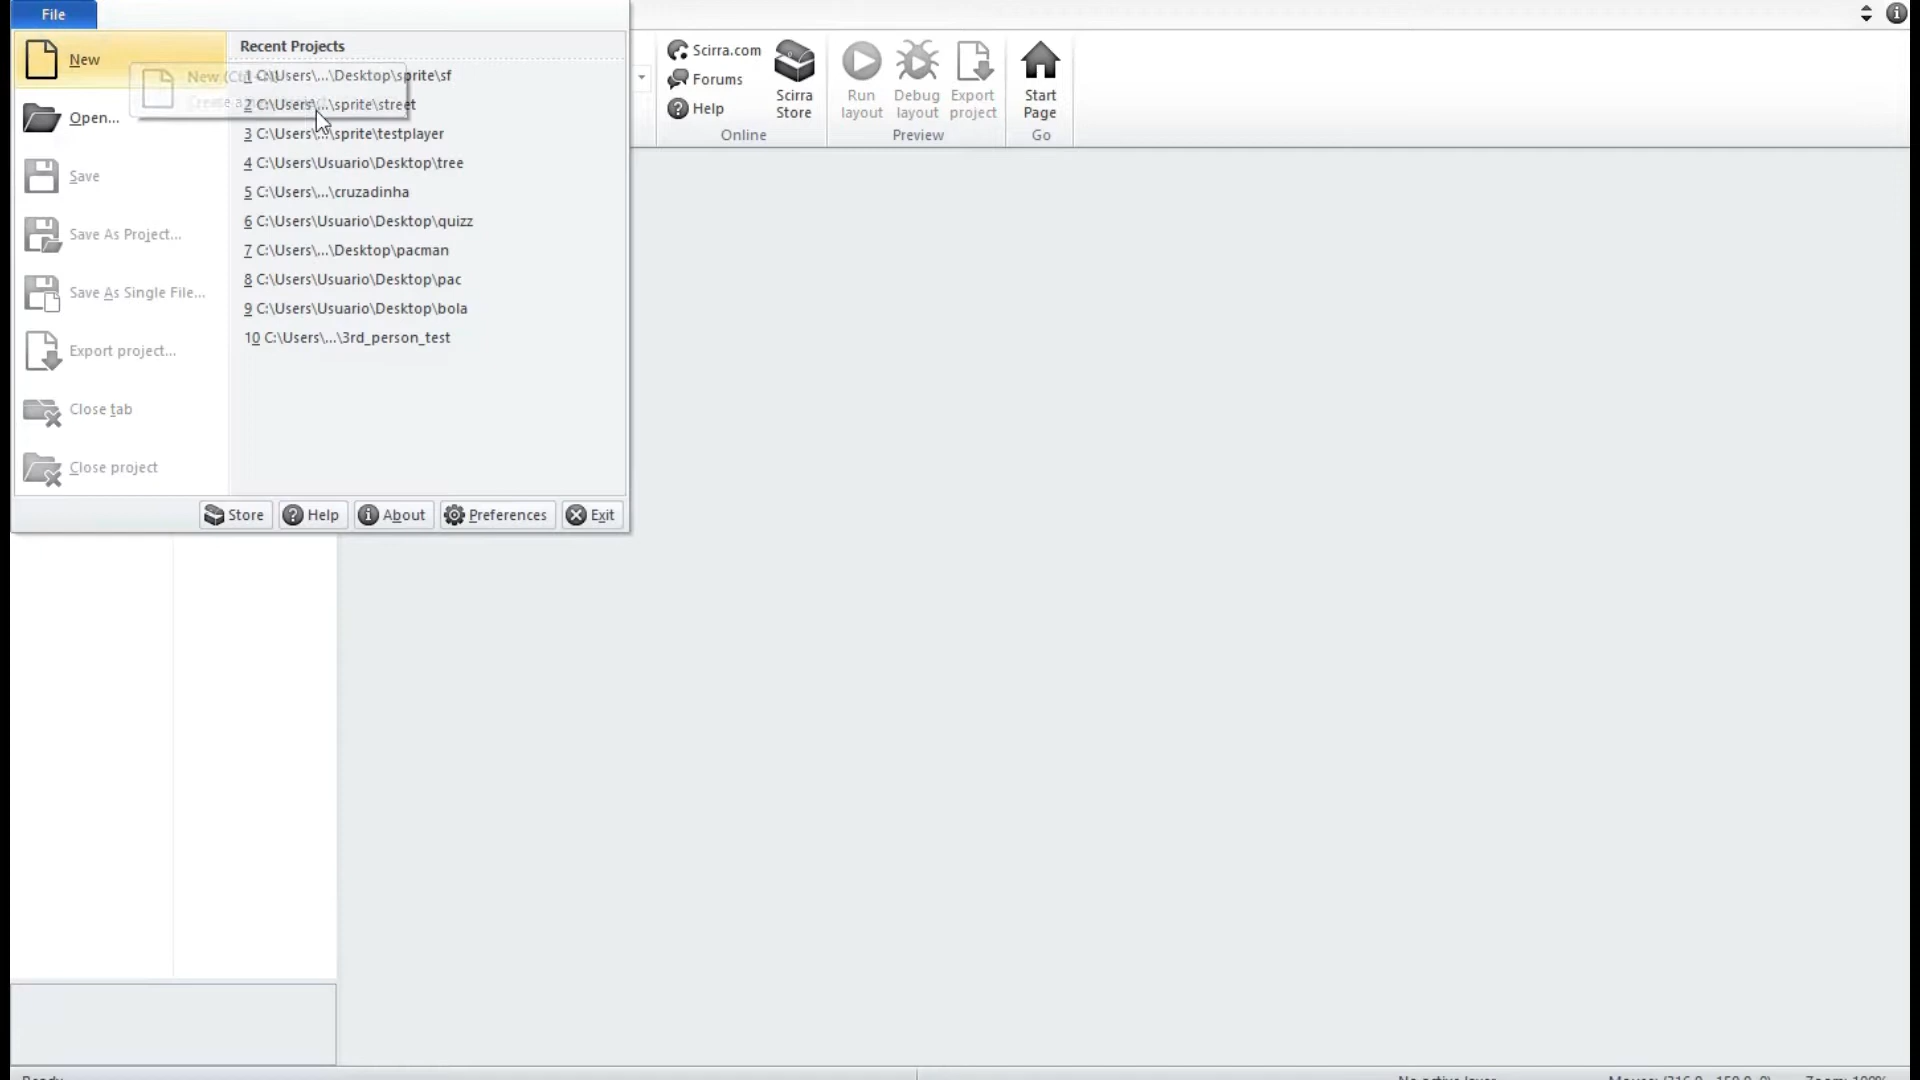 File
New
Recent Projects
1 C:\Users\...\Desktop\sprite\sf
2 C:\Users\...\sprite\street
3 C:\Users\...\sprite\testplayer
4 C:\Users\Usuario\Desktop\tree
5 C:\Users\...\cruzadinha
6 C:\Users\Usuario\Desktop\quizz
7 C:\Users\...\Desktop\pacman
8 C:\Users\Usuario\Desktop\pac
9 C:\Users\Usuario\Desktop\bola
10 C:\Users\...\3rd_person_test
Open...
Save
Save As Project...
Save As Single File...
Export project...
Close tab
Close project
Store
Help
About
Preferences
Exit
Scirra.com
Forums
Help
Scirra
Store
Online
Run
layout
Debug
layout
Export
project
Preview
Start
Page
Go